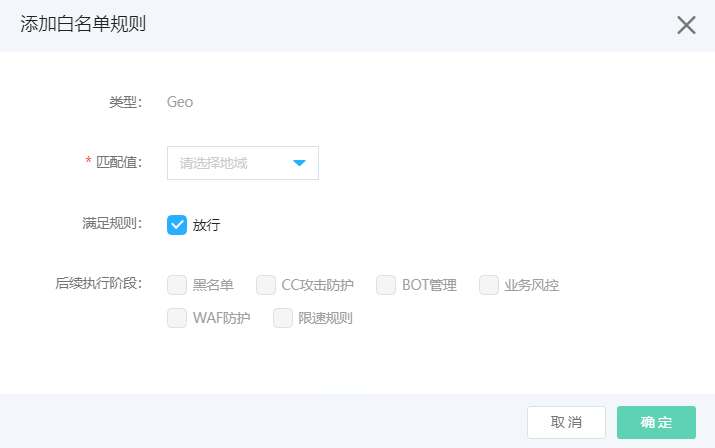 添加白名单规则
类型: Geo
* 匹配值: 请选择地域
满足规则: 放行
后续执行阶段: 黑名单 CC攻击防护 BOT管理 业务风控
WAF防护 限速规则
取消 确定